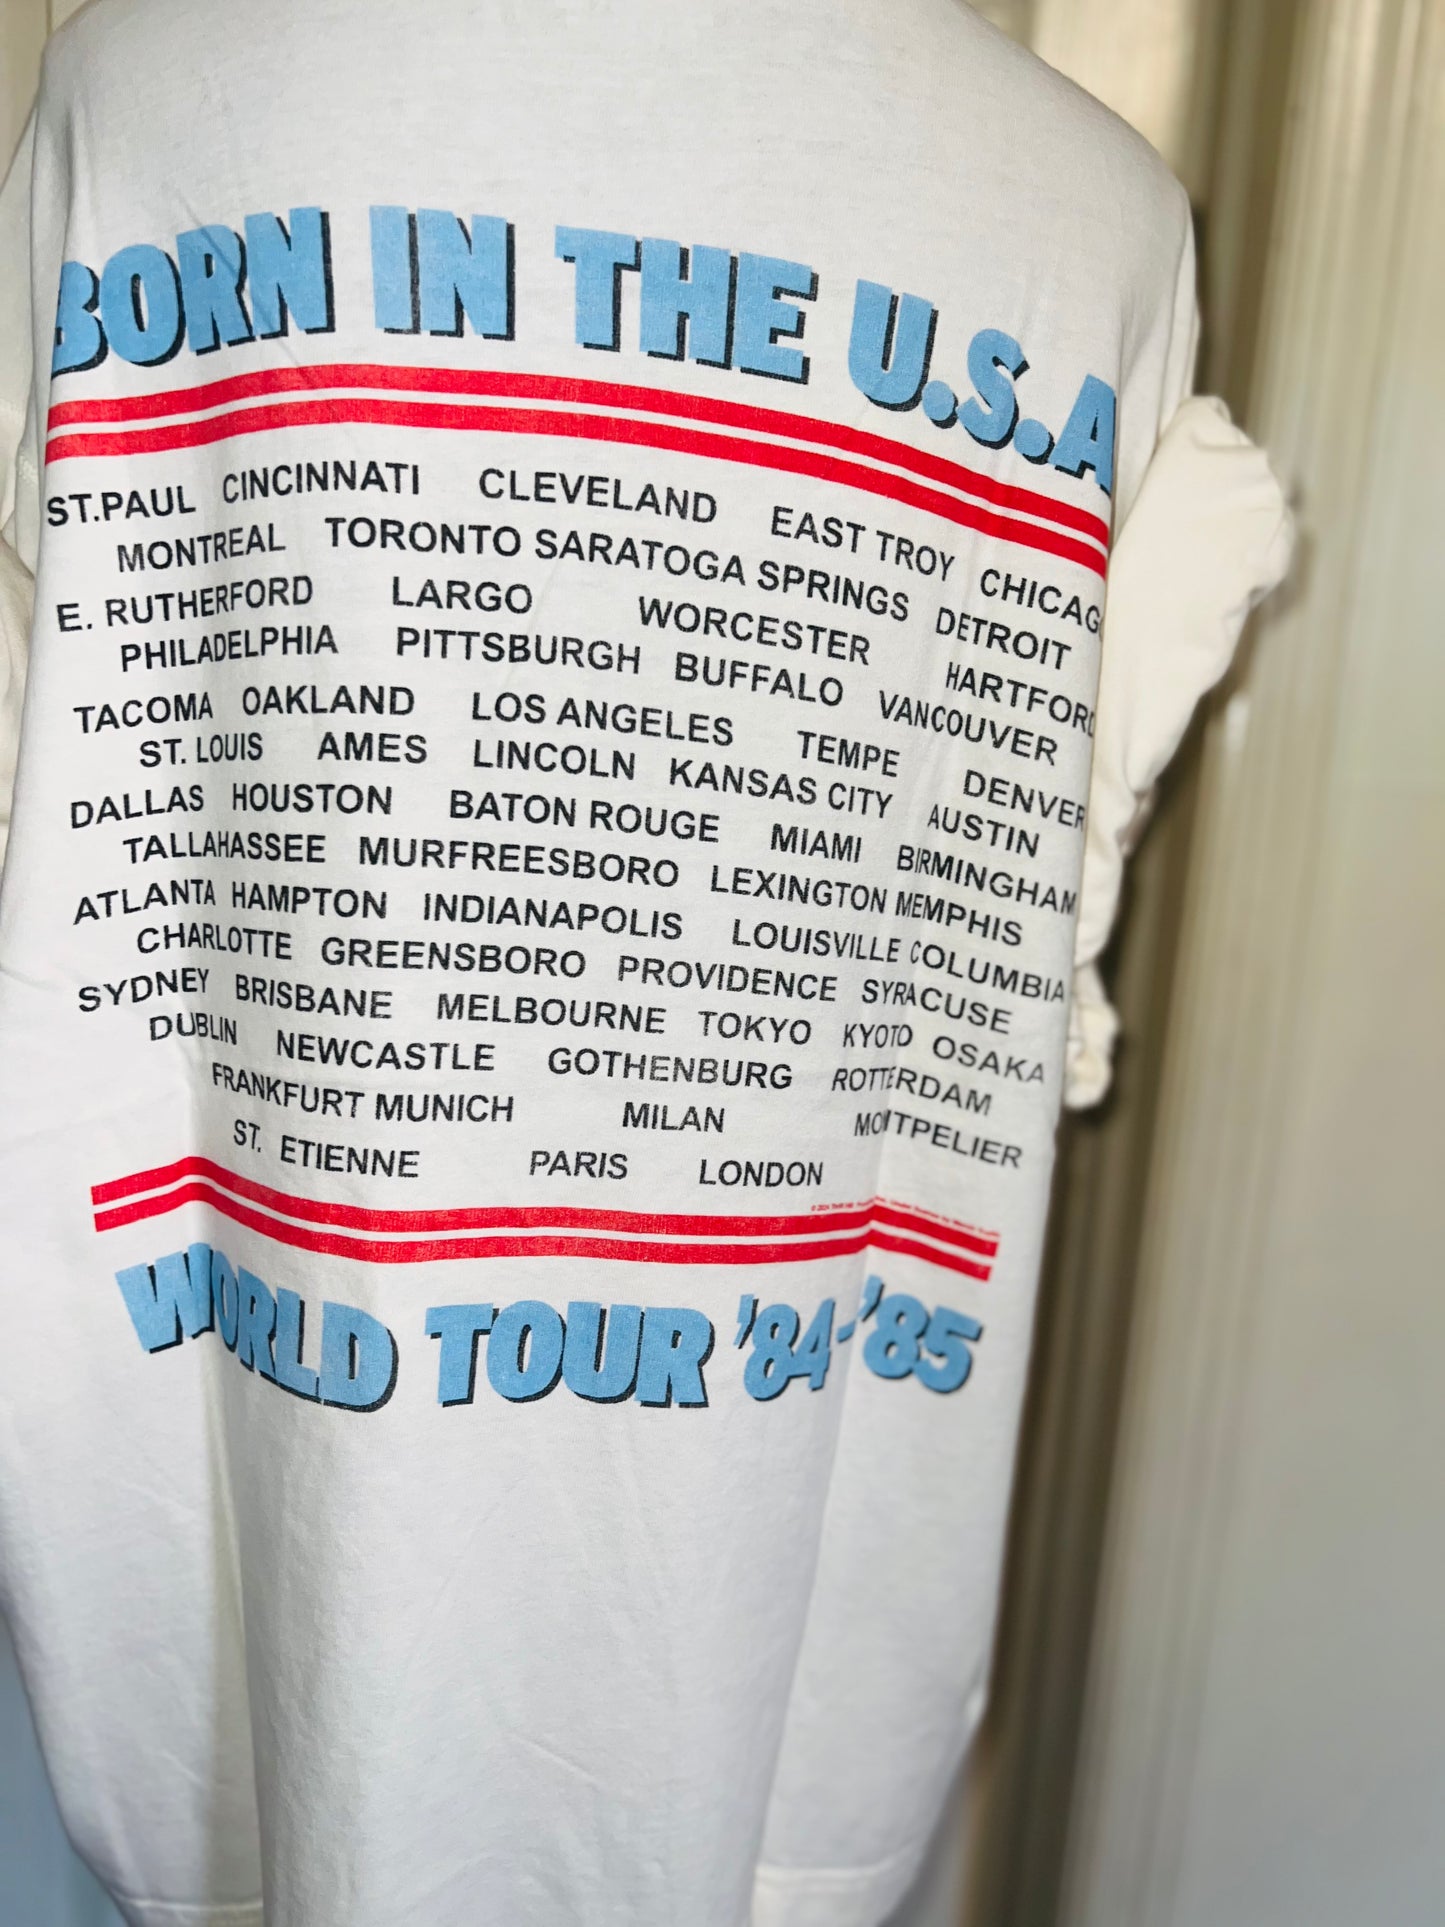 BORN IN THE U.S.A
ST.PAUL CINCINNATI CLEVELAND EAST TROY CHICAG
MONTREAL TORONTO SARATOGA SPRINGS DETROIT
E. RUTHERFORD LARGO WORCESTER HARTFORD
PHILADELPHIA PITTSBURGH BUFFALO VANCOUVER
TACOMA OAKLAND LOS ANGELES TEMPE DENVER
ST. LOUIS AMES LINCOLN KANSAS CITY AUSTIN
DALLAS HOUSTON BATON ROUGE MIAMI BIRMINGHAM
TALLAHASSEE MURFREESBORO LEXINGTON MEMPHIS
ATLANTA HAMPTON INDIANAPOLIS LOUISVILLE COLUMBIA
CHARLOTTE GREENSBORO PROVIDENCE SYRACUSE
SYDNEY BRISBANE MELBOURNE TOKYO KYOTO OSAKA
DUBLIN NEWCASTLE GOTHENBURG ROTTERDAM
FRANKFURT MUNICH MILAN MONTPELIER
ST. ETIENNE PARIS LONDON
WORLD TOUR '84-'85